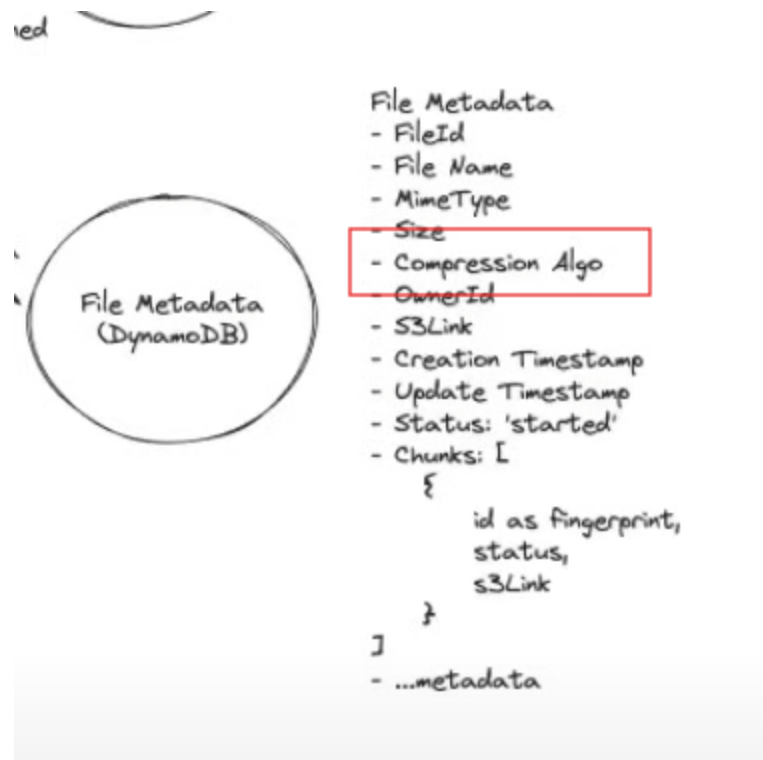 File Metadata
(DynamoDB)
File Metadata
- FileId
- File Name
- MimeType
- Size
- Compression Algo
- OwnerId
- S3Link
- Creation Timestamp
- Update Timestamp
- Status: 'started'
- Chunks: [
{
id as fingerprint,
status,
s3Link
}
]
- ...metadata